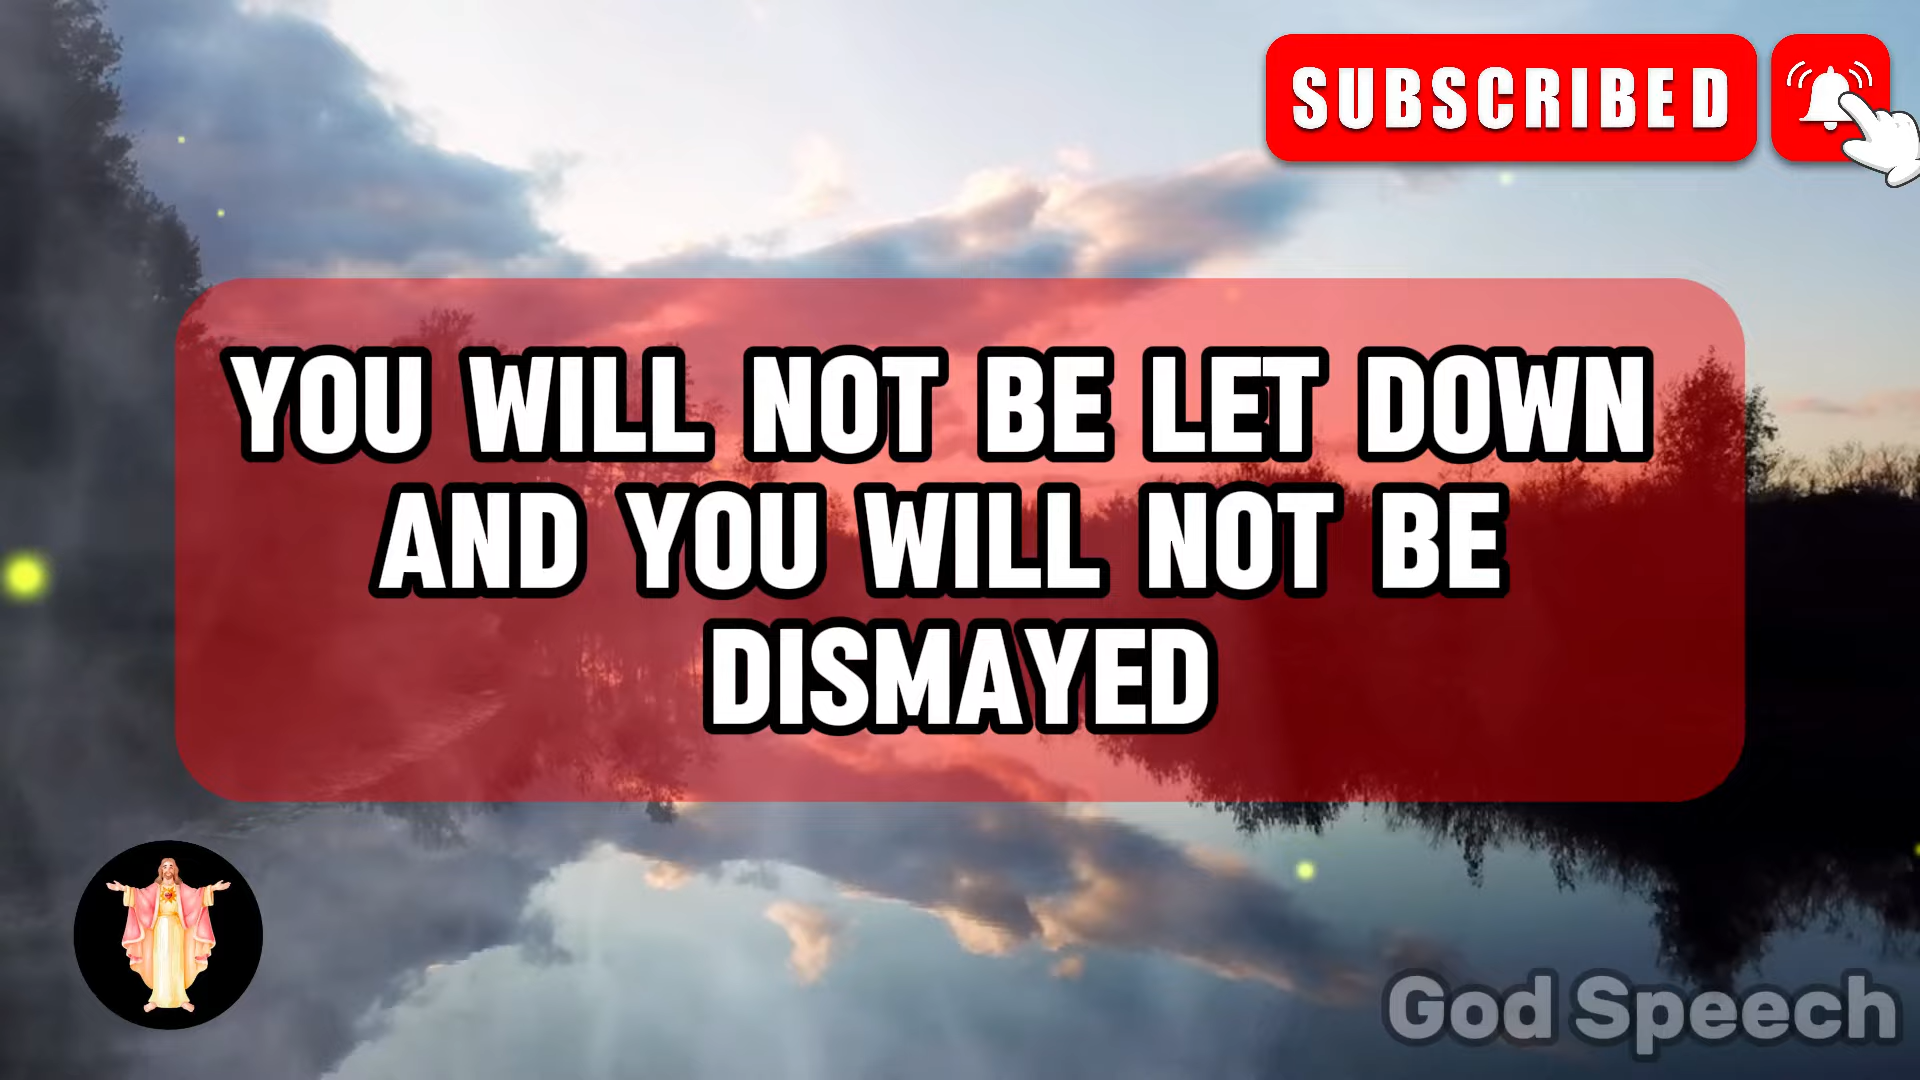 SUBSCRIBED
YOU WILL NOT BE LET DOWN
AND YOU WILL NOT BE
DISMAYED
God Speech